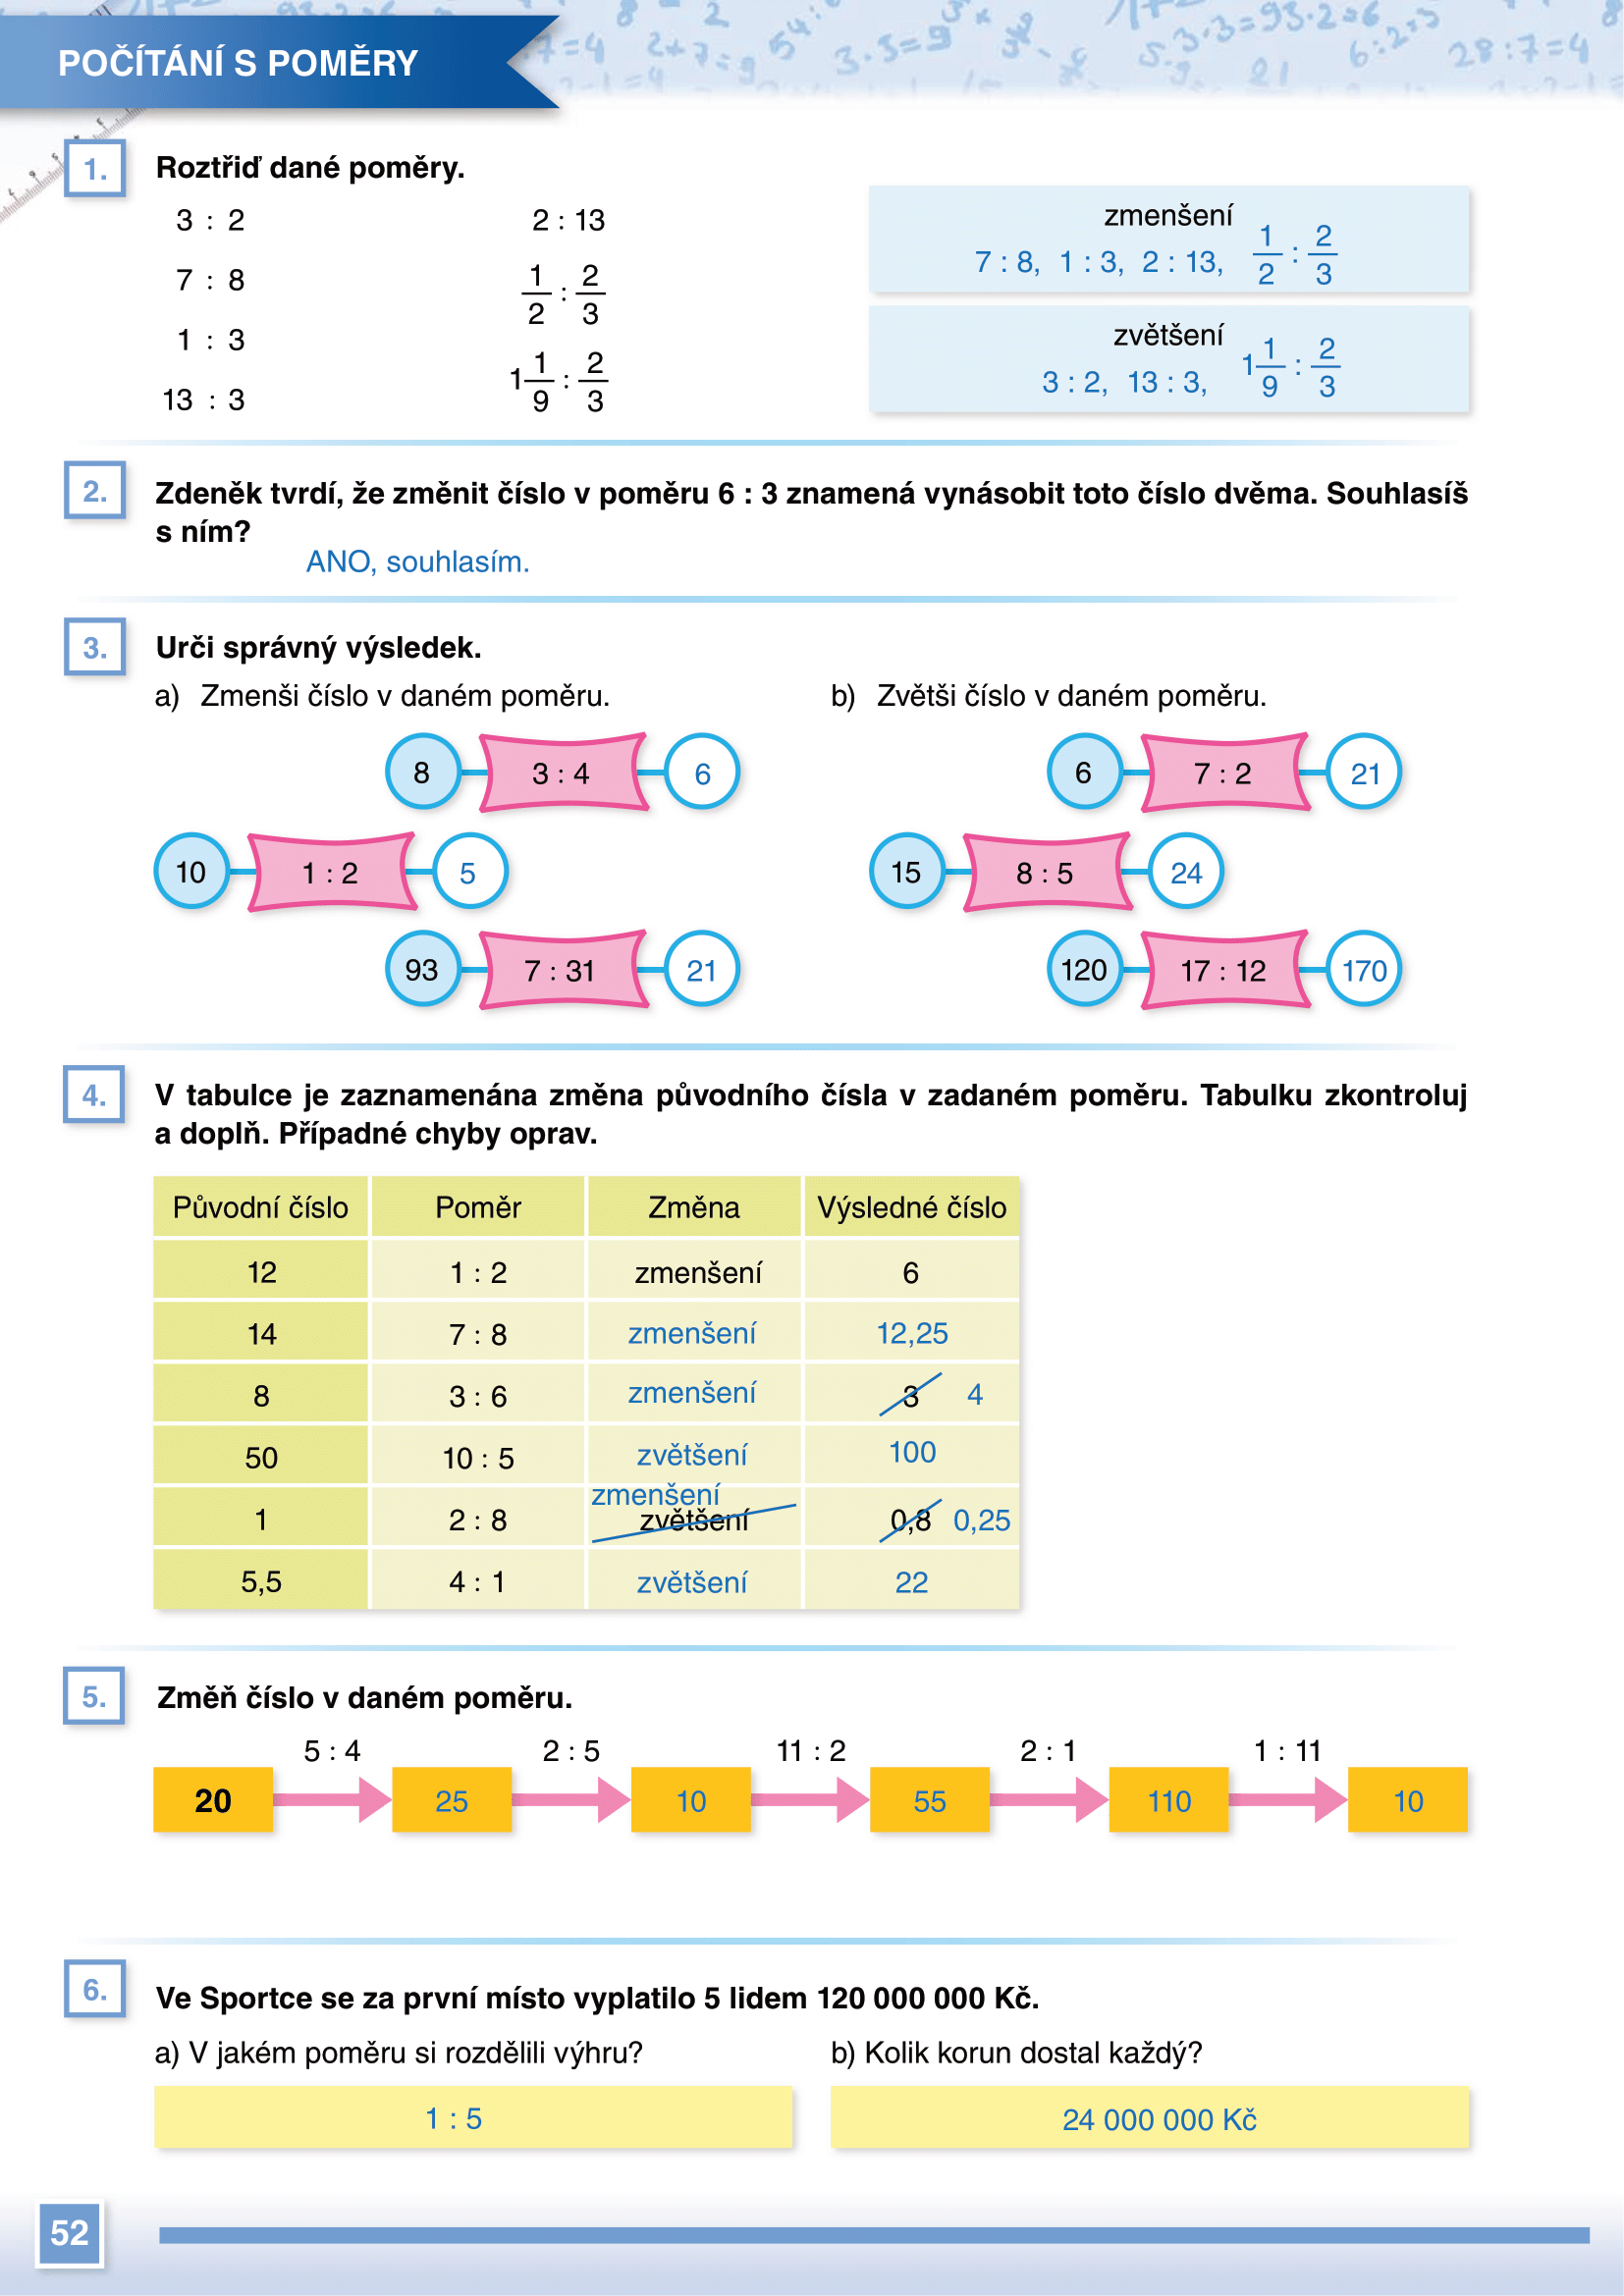 POČÍTÁNÍ S POMĚRY
1.
Roztřiď dané poměry.
3 : 2
7 : 8
1 : 3
13 : 3
2 : 13
1/2 : 2/3
1 1/9 : 2/3
zmenšení
7 : 8, 1 : 3, 2 : 13, 1/2 : 2/3
zvětšení
3 : 2, 13 : 3, 1 1/9 : 2/3
2.
Zdeněk tvrdí, že změnit číslo v poměru 6 : 3 znamená vynásobit toto číslo dvěma. Souhlasíš
s ním?
ANO, souhlasím.
3.
Urči správný výsledek.
a) Zmenši číslo v daném poměru.
8 3 : 4 6
10 1 : 2 5
93 7 : 31 21
b) Zvětši číslo v daném poměru.
6 7 : 2 21
15 8 : 5 24
120 17 : 12 170
4.
V tabulce je zaznamenána změna původního čísla v zadaném poměru. Tabulku zkontroluj
a doplň. Případné chyby oprav.
Původní číslo Poměr Změna Výsledné číslo
12 1 : 2 zmenšení 6
14 7 : 8 zmenšení 12,25
8 3 : 6 zmenšení 3 4
50 10 : 5 zvětšení 100
zmenšení
1 2 : 8 zvětšení 0,8 0,25
5,5 4 : 1 zvětšení 22
5.
Změň číslo v daném poměru.
5 : 4 2 : 5 11 : 2 2 : 1 1 : 11
20 25 10 55 110 10
6.
Ve Sportce se za první místo vyplatilo 5 lidem 120 000 000 Kč.
a) V jakém poměru si rozdělili výhru?
1 : 5
b) Kolik korun dostal každý?
24 000 000 Kč
52